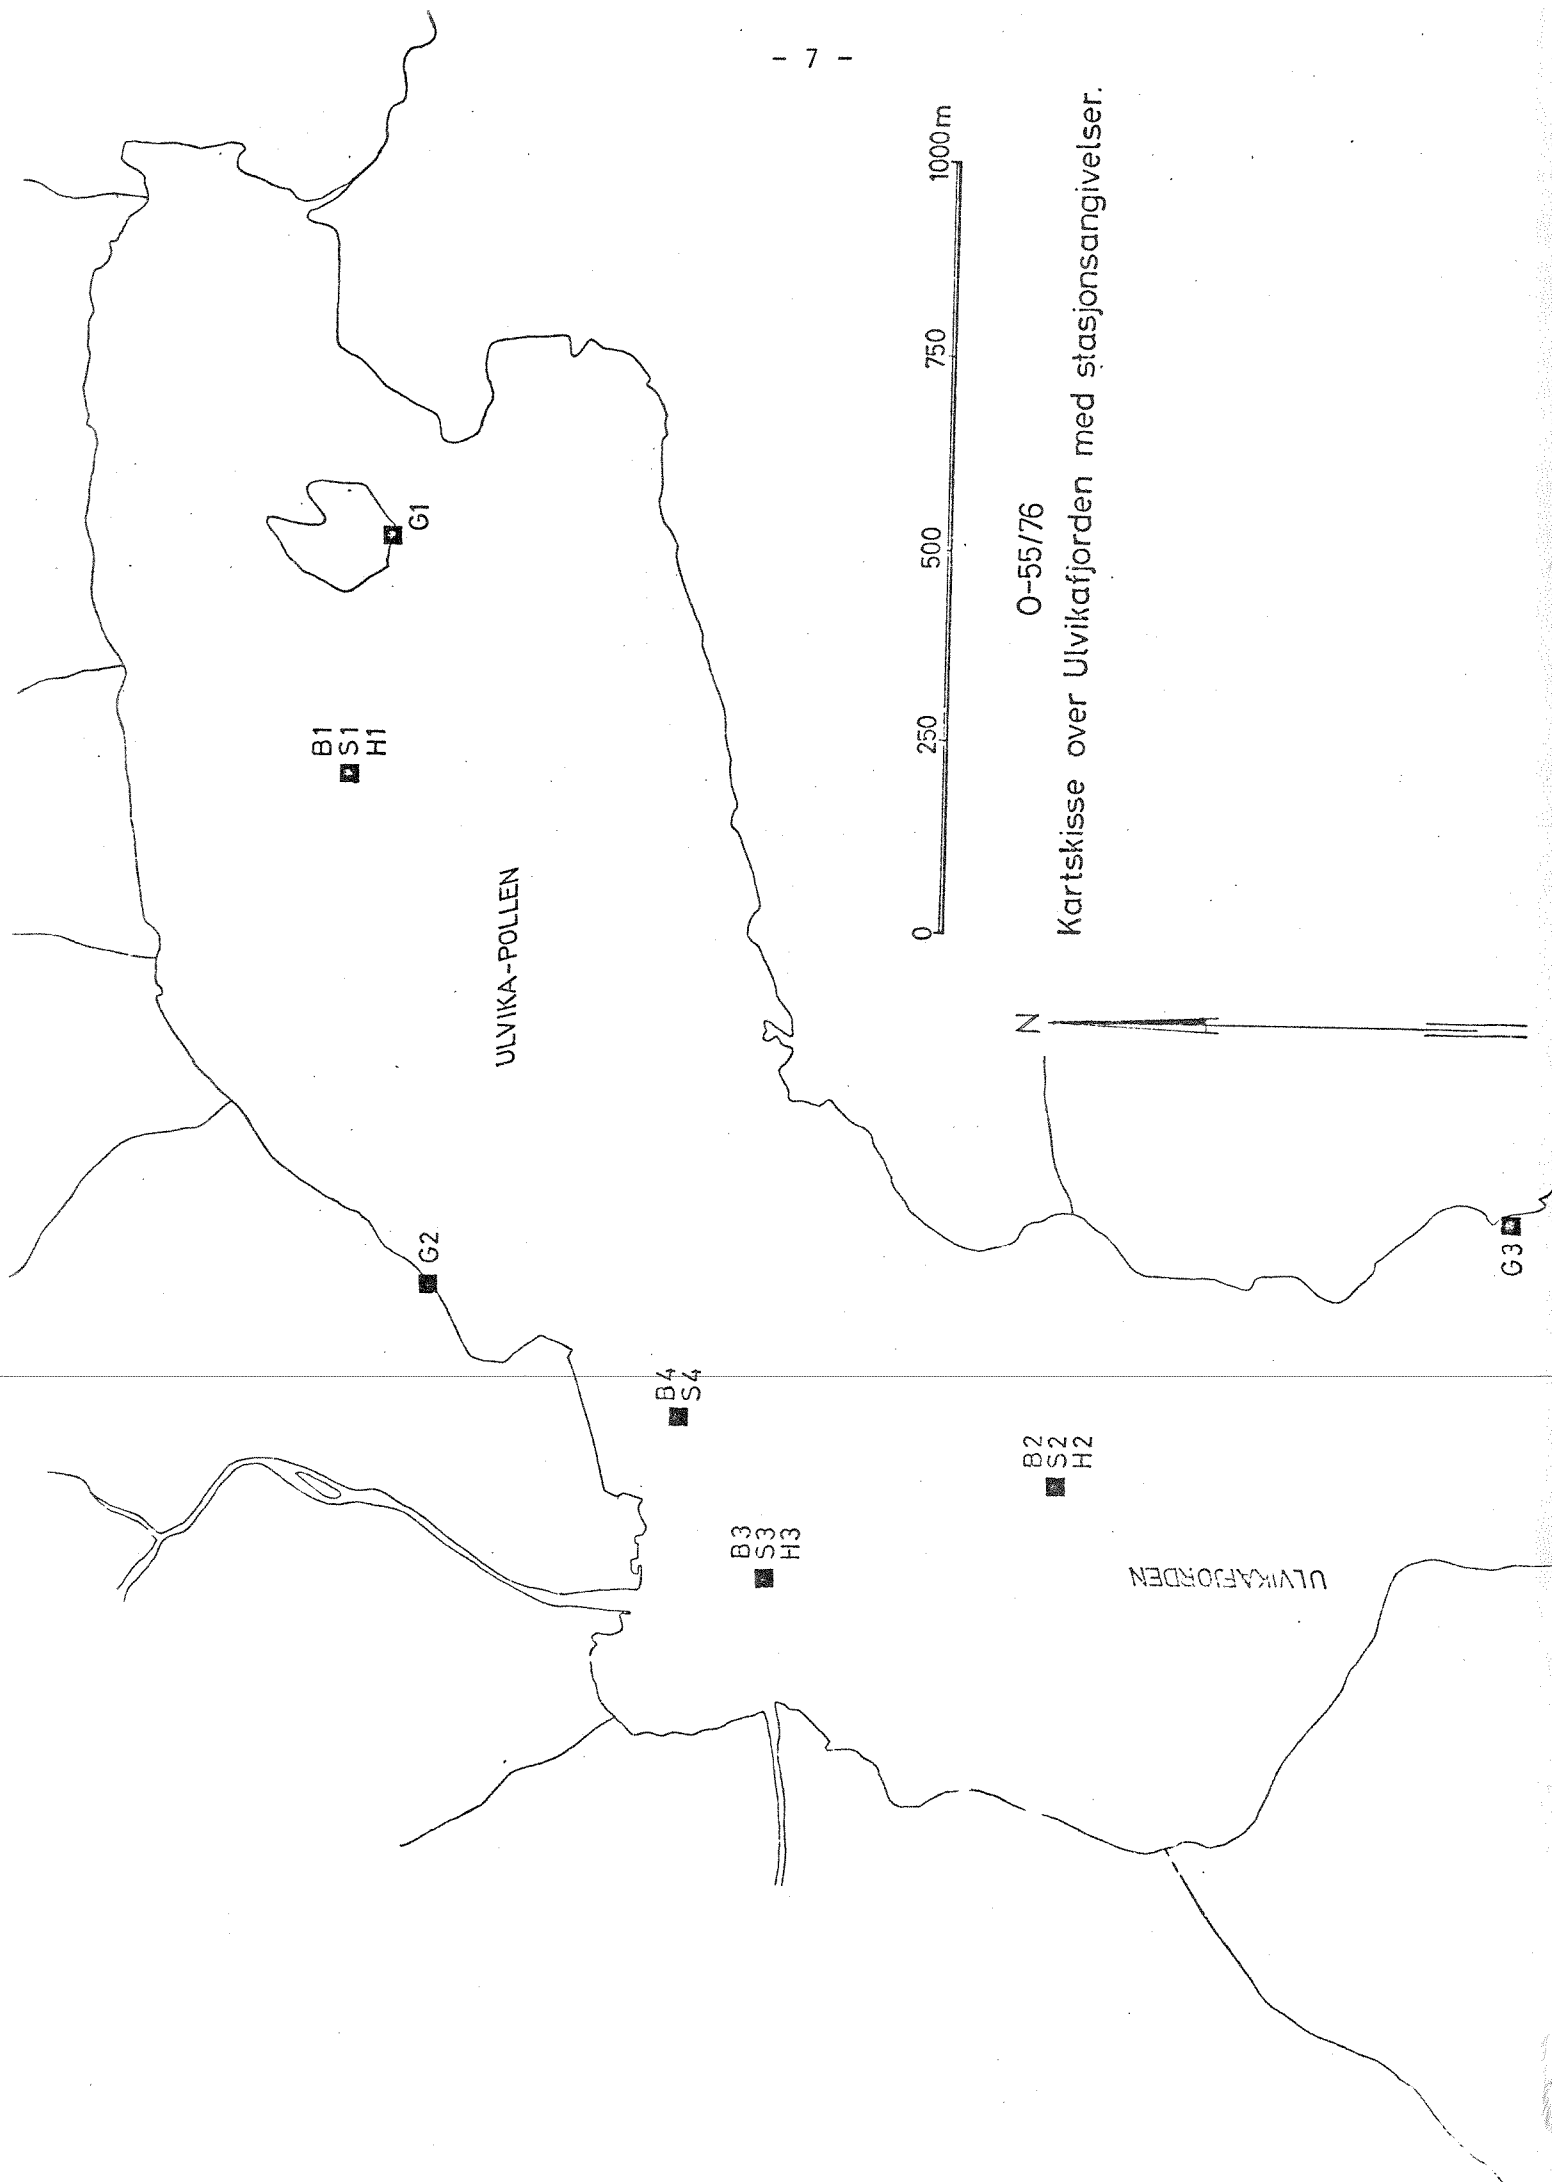 - 7 -
G1
B1
S1
H1
ULVIKA-POLLEN
G2
B4
S4
B3
S3
H3
B2
S2
H2
ULVIKAFJORDEN
G3
N
0 250 500 750 1000m
O-55/76
Kartskisse over Ulvikafjorden med stasjonsangivelser.